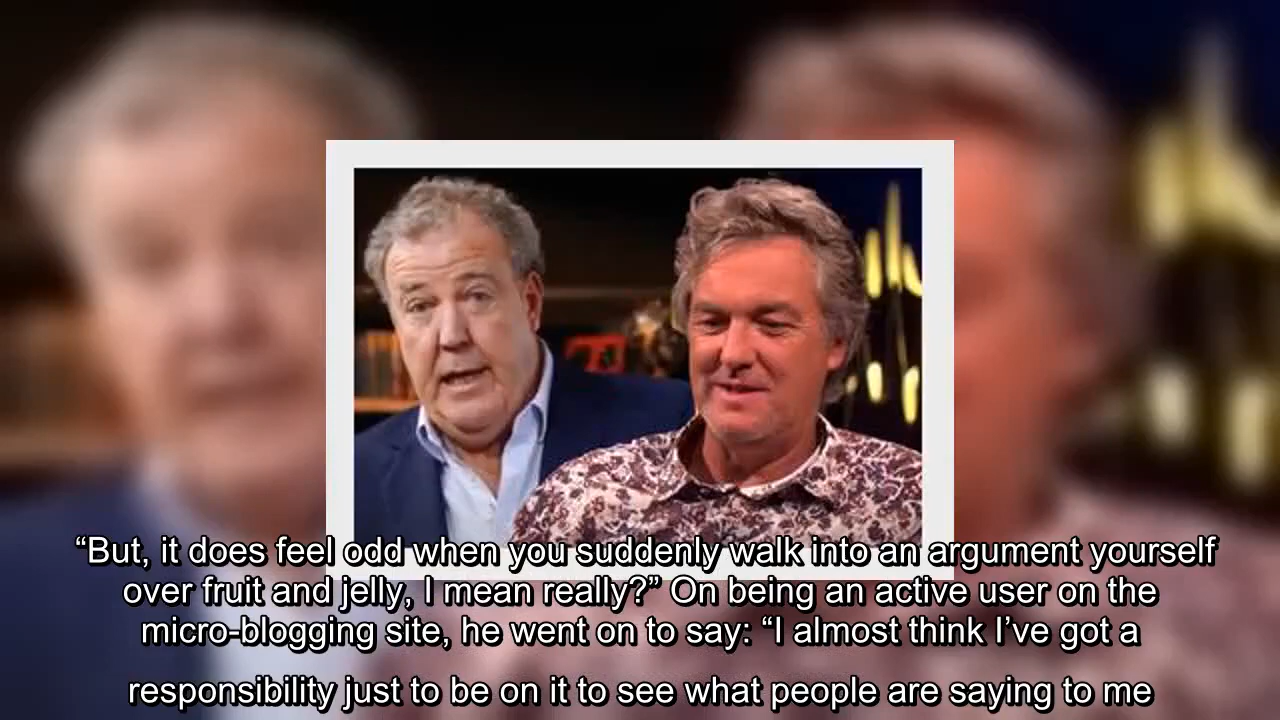 “But, it does feel odd when you suddenly walk into an argument yourself
over fruit and jelly, I mean really?” On being an active user on the
micro-blogging site, he went on to say: “I almost think I’ve got a
responsibility just to be on it to see what people are saying to me